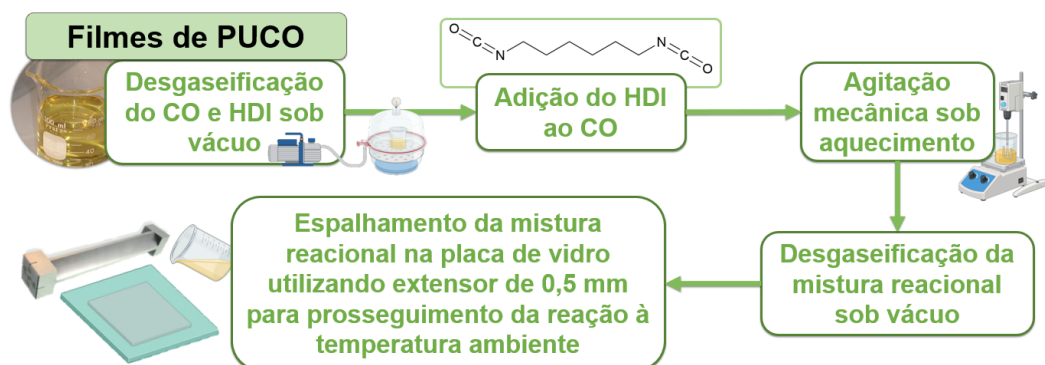 Filmes de PUCO
Desgaseificação
do CO e HDI sob
vácuo
O
C
N
N
C
O
Adição do HDI
ao CO
Agitação
mecânica sob
aquecimento
Desgaseificação da
mistura reacional
sob vácuo
Espalhamento da mistura
reacional na placa de vidro
utilizando extensor de 0,5 mm
para prosseguimento da reação à
temperatura ambiente